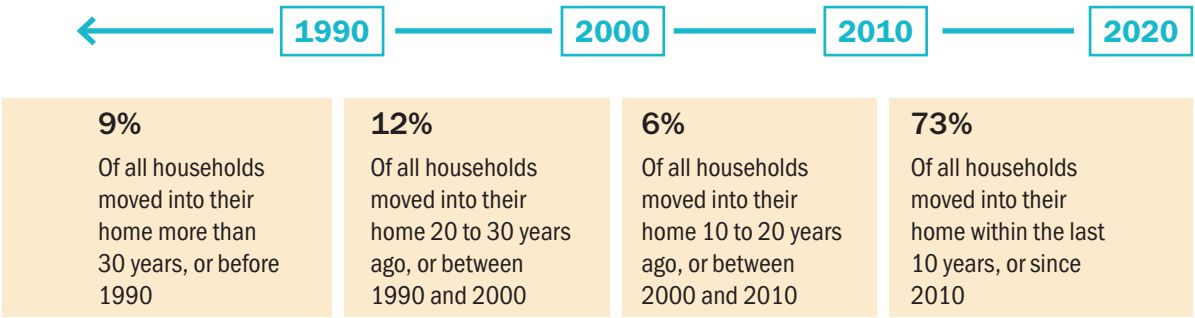 1990
2000
2010
2020
9%
Of all households
moved into their
home more than
30 years, or before
1990
12%
Of all households
moved into their
home 20 to 30 years
ago, or between
1990 and 2000
6%
Of all households
moved into their
home 10 to 20 years
ago, or between
2000 and 2010
73%
Of all households
moved into their
home within the last
10 years, or since
2010